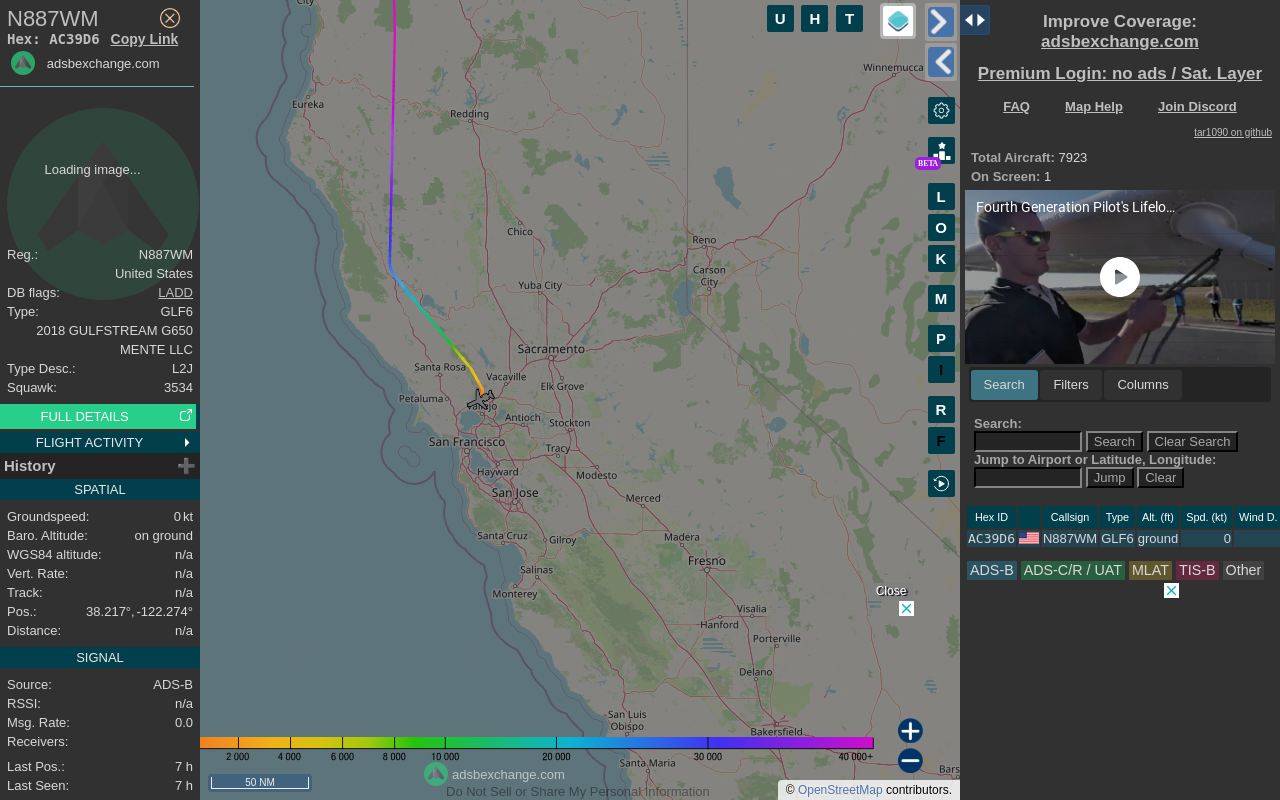 N887WM
Hex: AC39D6 Copy Link
adsbexchange.com
Loading image...
Reg.: N887WM
United States
DB flags: LADD
Type: GLF6
2018 GULFSTREAM G650
MENTE LLC
Type Desc.: L2J
Squawk: 3534
FULL DETAILS
FLIGHT ACTIVITY
History
SPATIAL
Groundspeed: 0 kt
Baro. Altitude: on ground
WGS84 altitude: n/a
Vert. Rate: n/a
Track: n/a
Pos.: 38.217°, -122.274°
Distance: n/a
SIGNAL
Source: ADS-B
RSSI: n/a
Msg. Rate: 0.0
Receivers:
Last Pos.: 7 h
Last Seen: 7 h
City
U H T
Winnemucca
Eureka
Redding
BETA
Chico
Reno
Carson
City
Yuba City
Sacramento
Santa Rosa
Vacaville
Elk Grove
Petaluma
Vallejo
Antioch
Stockton
San Francisco
Tracy
Hayward
Modesto
San Jose
Merced
Santa Cruz
Gilroy
Madera
Fresno
Salinas
Monterey
Visalia
Hanford
Porterville
Delano
San Luis
Obispo
Bakersfield
Santa Maria
Bars
L
O
K
M
P
I
R
F
Close
2 000 4 000 6 000 8 000 10 000 20 000 30 000 40 000+
50 NM
adsbexchange.com
Do Not Sell or Share My Personal Information
© OpenStreetMap contributors.
Improve Coverage:
adsbexchange.com
Premium Login: no ads / Sat. Layer
FAQ Map Help Join Discord
tar1090 on github
Total Aircraft: 7923
On Screen: 1
Fourth Generation Pilot's Lifelo...
Search Filters Columns
Search:
Search Clear Search
Jump to Airport or Latitude, Longitude:
Jump Clear
Hex ID Callsign Type Alt. (ft) Spd. (kt) Wind D.
AC39D6 N887WM GLF6 ground 0
ADS-B ADS-C/R / UAT MLAT TIS-B Other